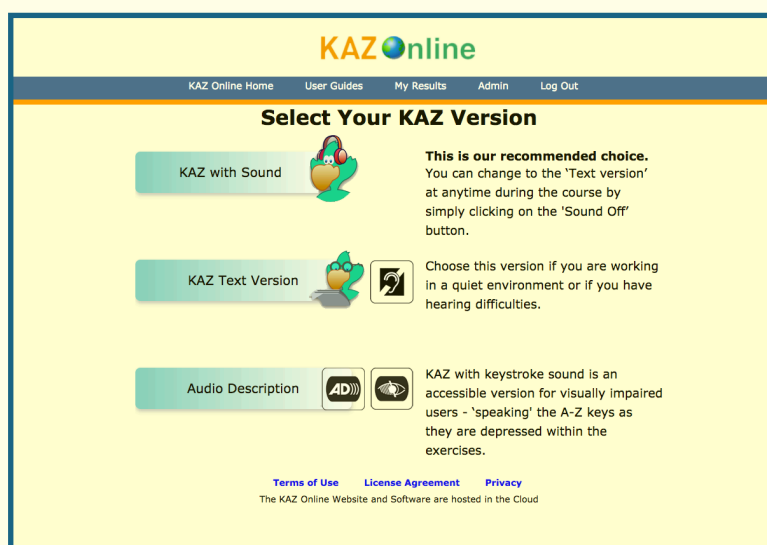 KAZ Online
KAZ Online Home User Guides My Results Admin Log Out
Select Your KAZ Version
KAZ with Sound
This is our recommended choice.
You can change to the ‘Text version’
at anytime during the course by
simply clicking on the 'Sound Off’
button.
KAZ Text Version
Choose this version if you are working
in a quiet environment or if you have
hearing difficulties.
Audio Description
AD)))
KAZ with keystroke sound is an
accessible version for visually impaired
users - ‘speaking' the A-Z keys as
they are depressed within the
exercises.
Terms of Use License Agreement Privacy
The KAZ Online Website and Software are hosted in the Cloud